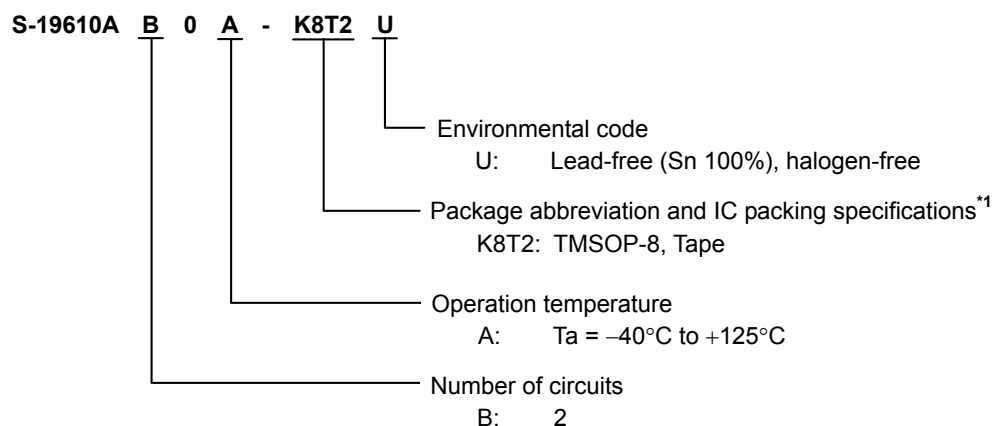 S-19610A B 0 A - K8T2 U
Environmental code
U: Lead-free (Sn 100%), halogen-free
Package abbreviation and IC packing specifications*1
K8T2: TMSOP-8, Tape
Operation temperature
A: Ta = −40°C to +125°C
Number of circuits
B: 2